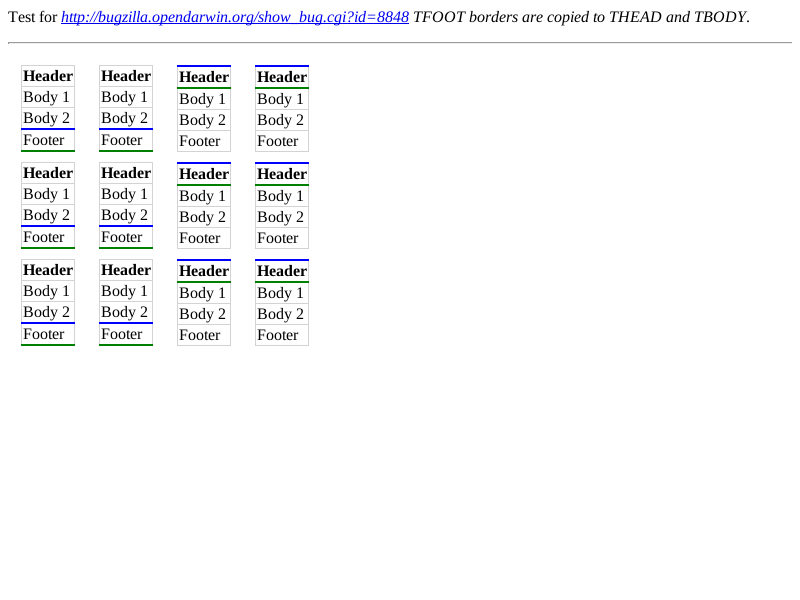 Test for http://bugzilla.opendarwin.org/show_bug.cgi?id=8848 TFOOT borders are copied to THEAD and TBODY.
Header Header Header Header
Body 1 Body 1 Body 1 Body 1
Body 2 Body 2 Body 2 Body 2
Footer Footer Footer Footer
Header Header Header Header
Body 1 Body 1 Body 1 Body 1
Body 2 Body 2 Body 2 Body 2
Footer Footer Footer Footer
Header Header Header Header
Body 1 Body 1 Body 1 Body 1
Body 2 Body 2 Body 2 Body 2
Footer Footer Footer Footer